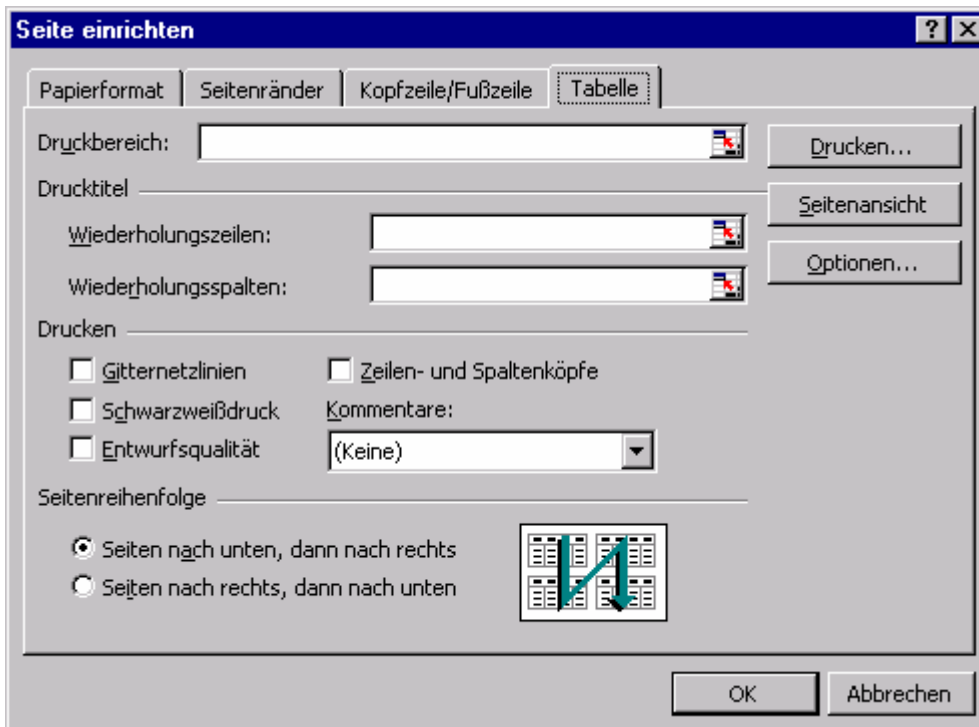 Seite einrichten
Papierformat Seitenränder Kopfzeile/Fußzeile Tabelle
Druckbereich:
Drucken...
Drucktitel
Seitenansicht
Wiederholungszeilen:
Optionen...
Wiederholungsspalten:
Drucken
Gitternetzlinien Zeilen- und Spaltenköpfe
Schwarzweißdruck Kommentare:
Entwurfsqualität (Keine)
Seitenreihenfolge
Seiten nach unten, dann nach rechts
Seiten nach rechts, dann nach unten
OK Abbrechen